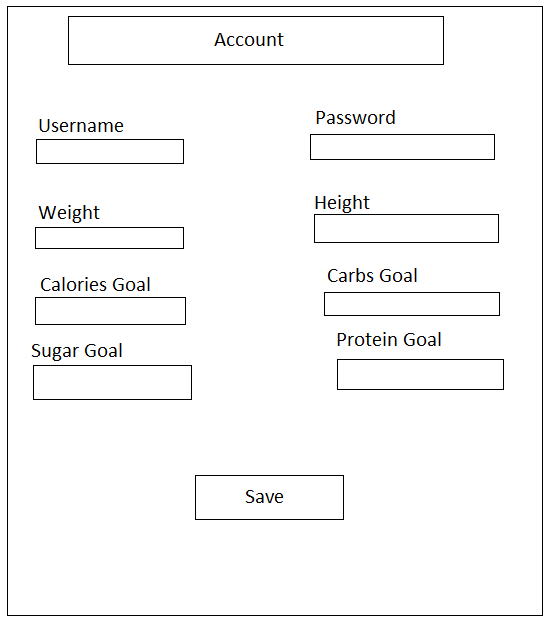 Account
Username
Password
Weight
Height
Calories Goal
Carbs Goal
Sugar Goal
Protein Goal
Save